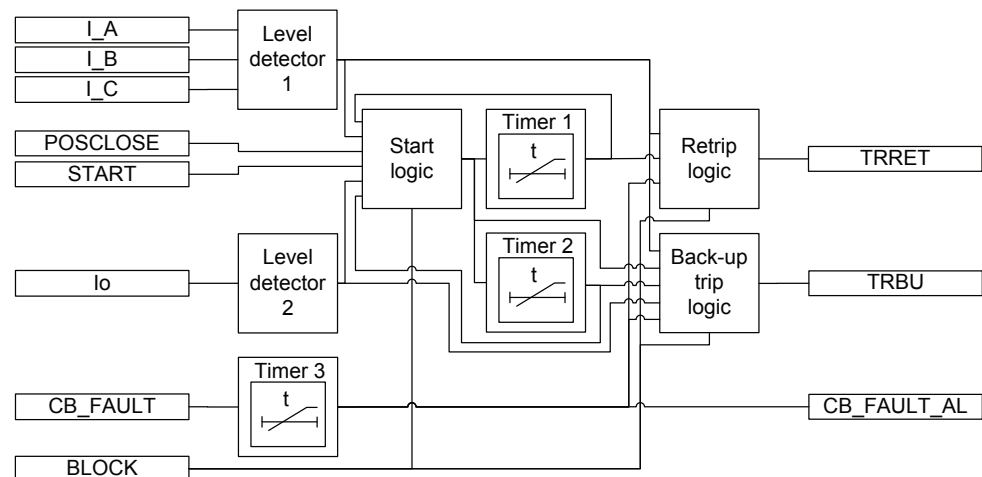 I_A
I_B
I_C
POSCLOSE
START
Io
CB_FAULT
BLOCK
Level
detector
1
Level
detector
2
Timer 3
t
Start
logic
Timer 1
t
Timer 2
t
Retrip
logic
Back-up
trip
logic
TRRET
TRBU
CB_FAULT_AL